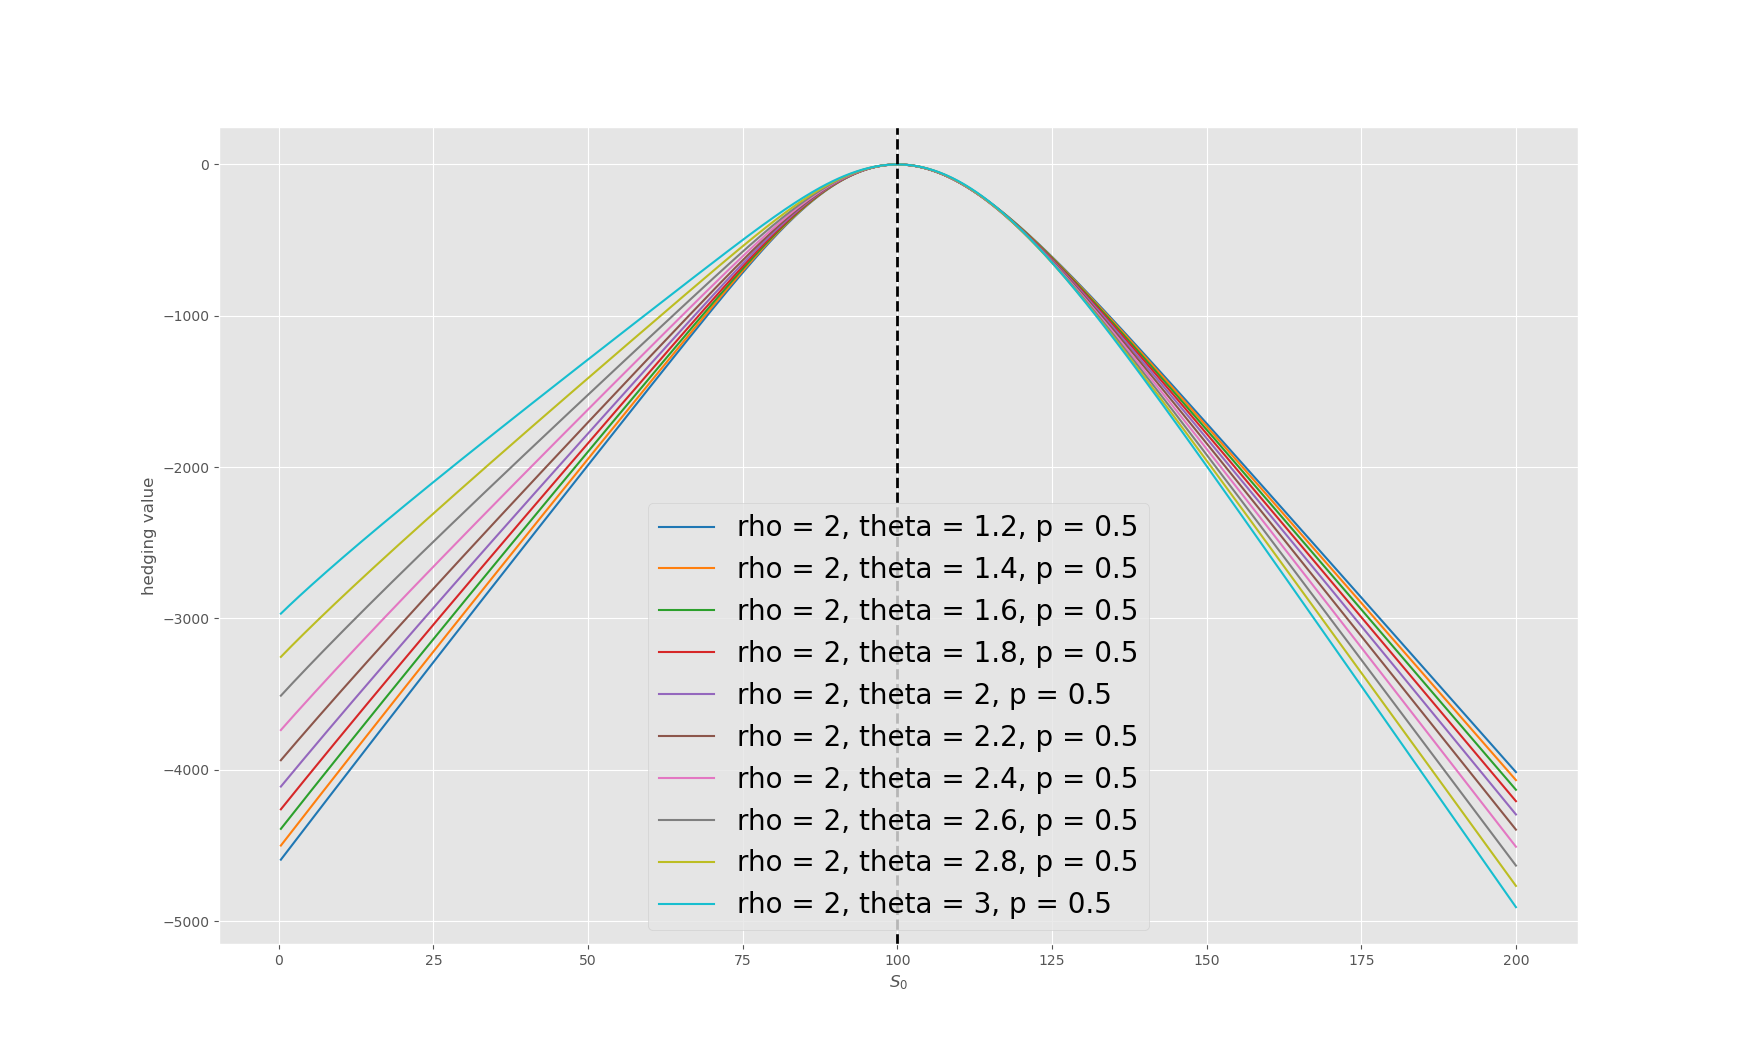 0
−1000
−2000
−3000
−4000
−5000
hedging value
rho = 2, theta = 1.2, p = 0.5
rho = 2, theta = 1.4, p = 0.5
rho = 2, theta = 1.6, p = 0.5
rho = 2, theta = 1.8, p = 0.5
rho = 2, theta = 2, p = 0.5
rho = 2, theta = 2.2, p = 0.5
rho = 2, theta = 2.4, p = 0.5
rho = 2, theta = 2.6, p = 0.5
rho = 2, theta = 2.8, p = 0.5
rho = 2, theta = 3, p = 0.5
0 25 50 75 100 125 150 175 200
S₀